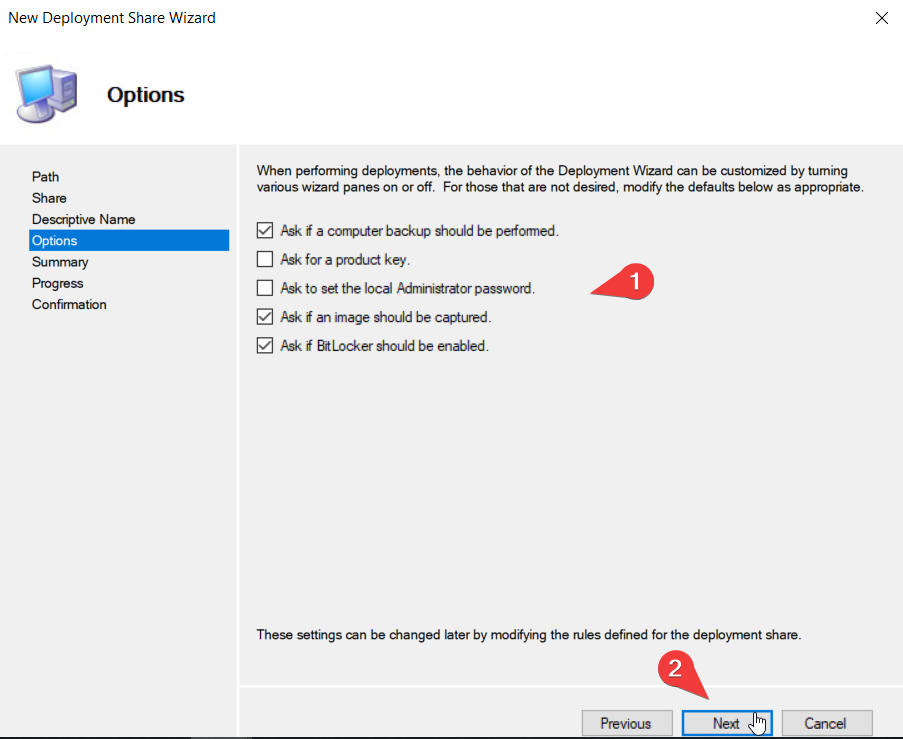 New Deployment Share Wizard
Options
Path
Share
Descriptive Name
Options
Summary
Progress
Confirmation
When performing deployments, the behavior of the Deployment Wizard can be customized by turning
various wizard panes on or off.  For those that are not desired, modify the defaults below as appropriate.
Ask if a computer backup should be performed.
Ask for a product key.
Ask to set the local Administrator password.
1
Ask if an image should be captured.
Ask if BitLocker should be enabled.
These settings can be changed later by modifying the rules defined for the deployment share.
2
Previous
Next
Cancel